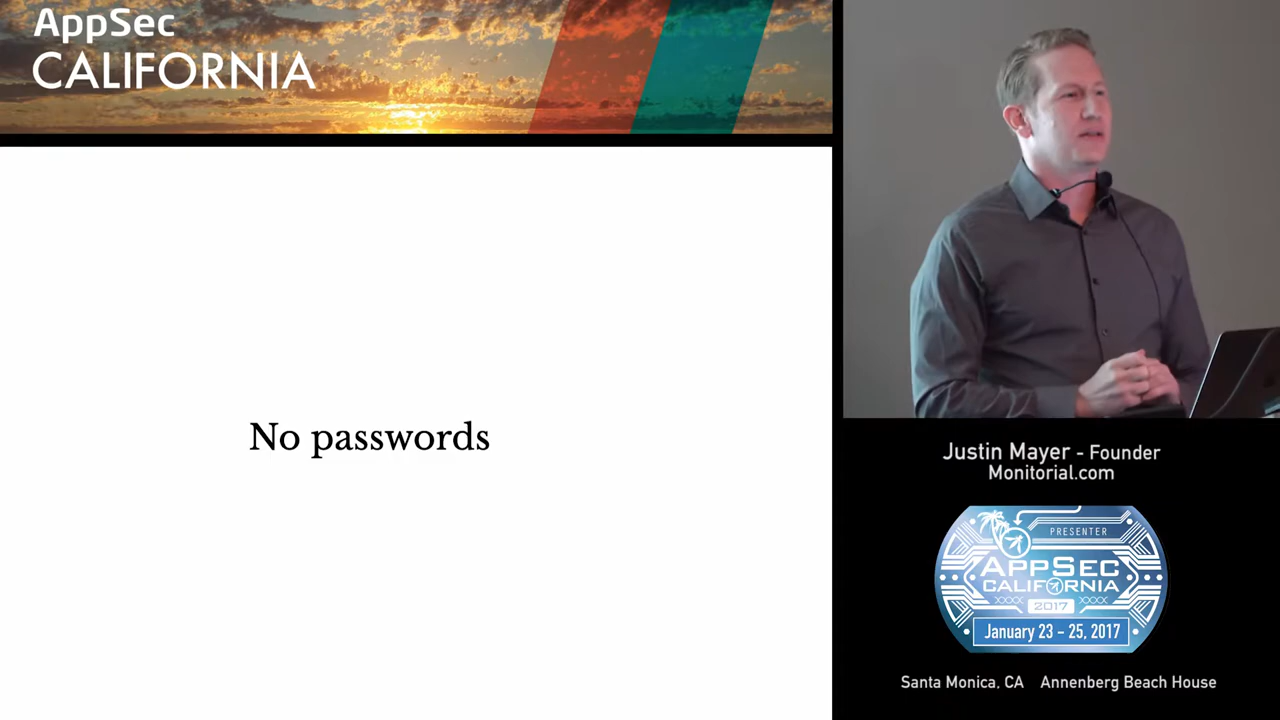 AppSec
CALIFORNIA
No passwords
Justin Mayer - Founder
Monitorial.com
PRESENTER
APPSEC
CALIFORNIA
2017
January 23 - 25, 2017
Santa Monica, CA Annenberg Beach House